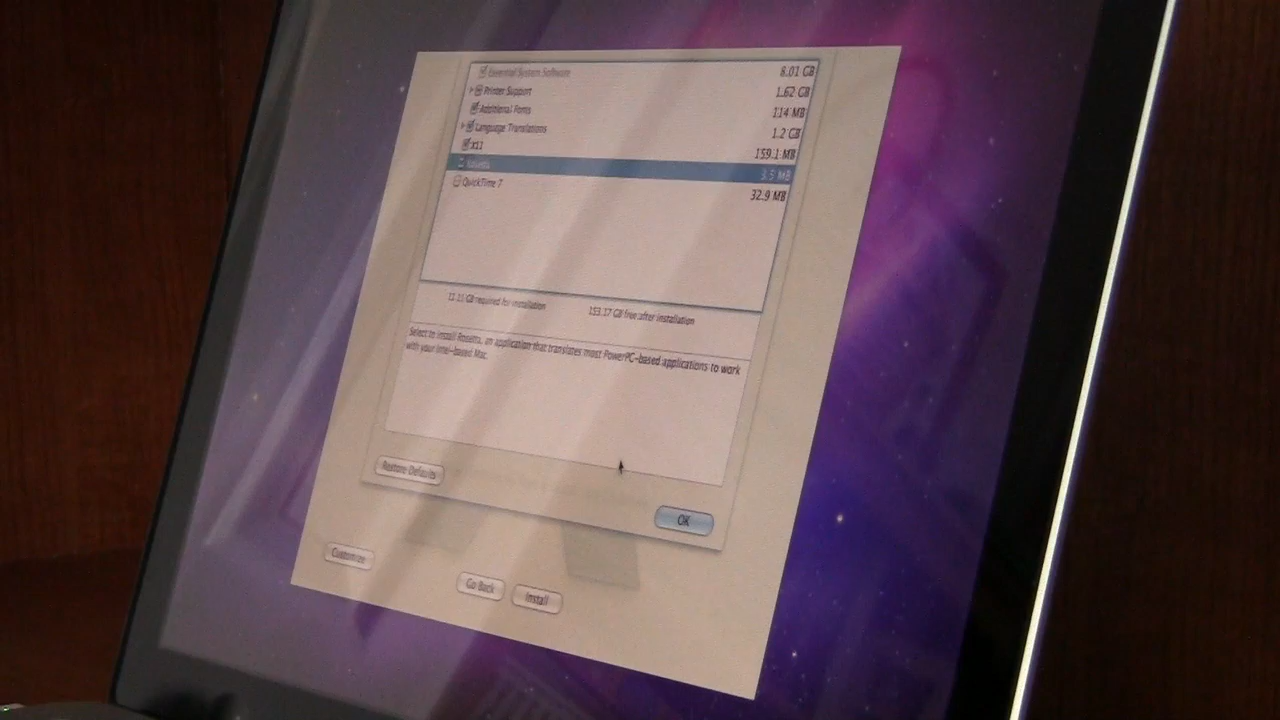 Essential System Software 8.01 GB
Printer Support 1.62 GB
Additional Fonts 114 MB
Language Translations 1.2 GB
X11 159.1 MB
Rosetta 3.5 MB
QuickTime 7 32.9 MB
GB required for installation 153.17 GB free after installation
Select to install Rosetta, an application that translates most PowerPC-based applications to work
with your Intel-based Mac.
Restore Defaults
OK
Customize
Go Back
Install